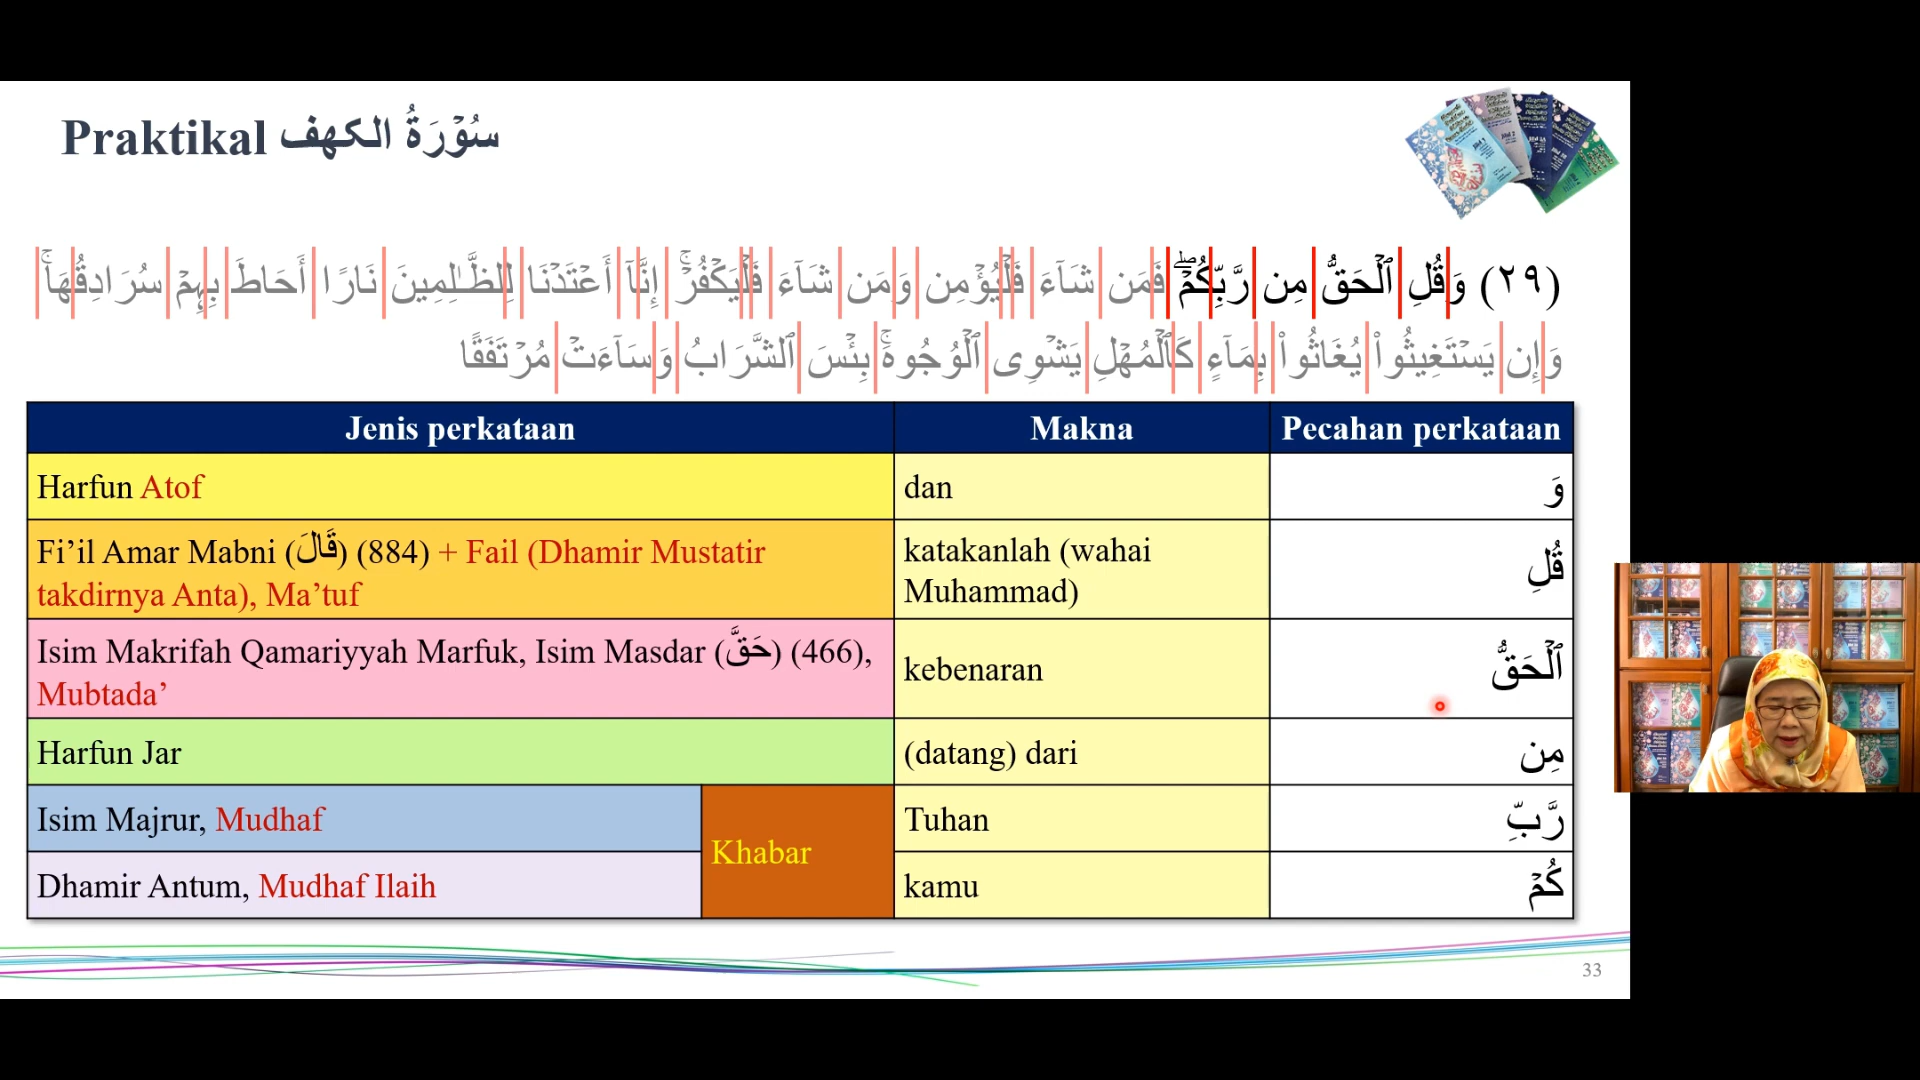 Praktikal سُوْرَةُ الكهف
(٢٩) وَقُلِ ٱلْحَقُّ مِن رَّبِّكُمْ ۖ فَمَن شَآءَ فَلْيُؤْمِن وَمَن شَآءَ فَلْيَكْفُرْ ۚ إِنَّآ أَعْتَدْنَا لِلظَّـٰلِمِينَ نَارًا أَحَاطَ بِهِمْ سُرَادِقُهَا ۚ
وَإِن يَسْتَغِيثُوا۟ يُغَاثُوا۟ بِمَآءٍ كَٱلْمُهْلِ يَشْوِى ٱلْوُجُوهَ ۚ بِئْسَ ٱلشَّرَابُ وَسَآءَتْ مُرْتَفَقًا
Jenis perkataan Makna Pecahan perkataan
Harfun Atof dan وَ
Fi’il Amar Mabni (قَالَ) (884) + Fail (Dhamir Mustatir
takdirnya Anta), Ma’tuf
katakanlah (wahai
Muhammad)
قُلِ
Isim Makrifah Qamariyyah Marfuk, Isim Masdar (حَقَّ) (466),
Mubtada’
kebenaran
ٱلْحَقُّ
Harfun Jar (datang) dari مِن
Isim Majrur, Mudhaf Tuhan رَّبِّ
Khabar
Dhamir Antum, Mudhaf Ilaih kamu كُمْ
33